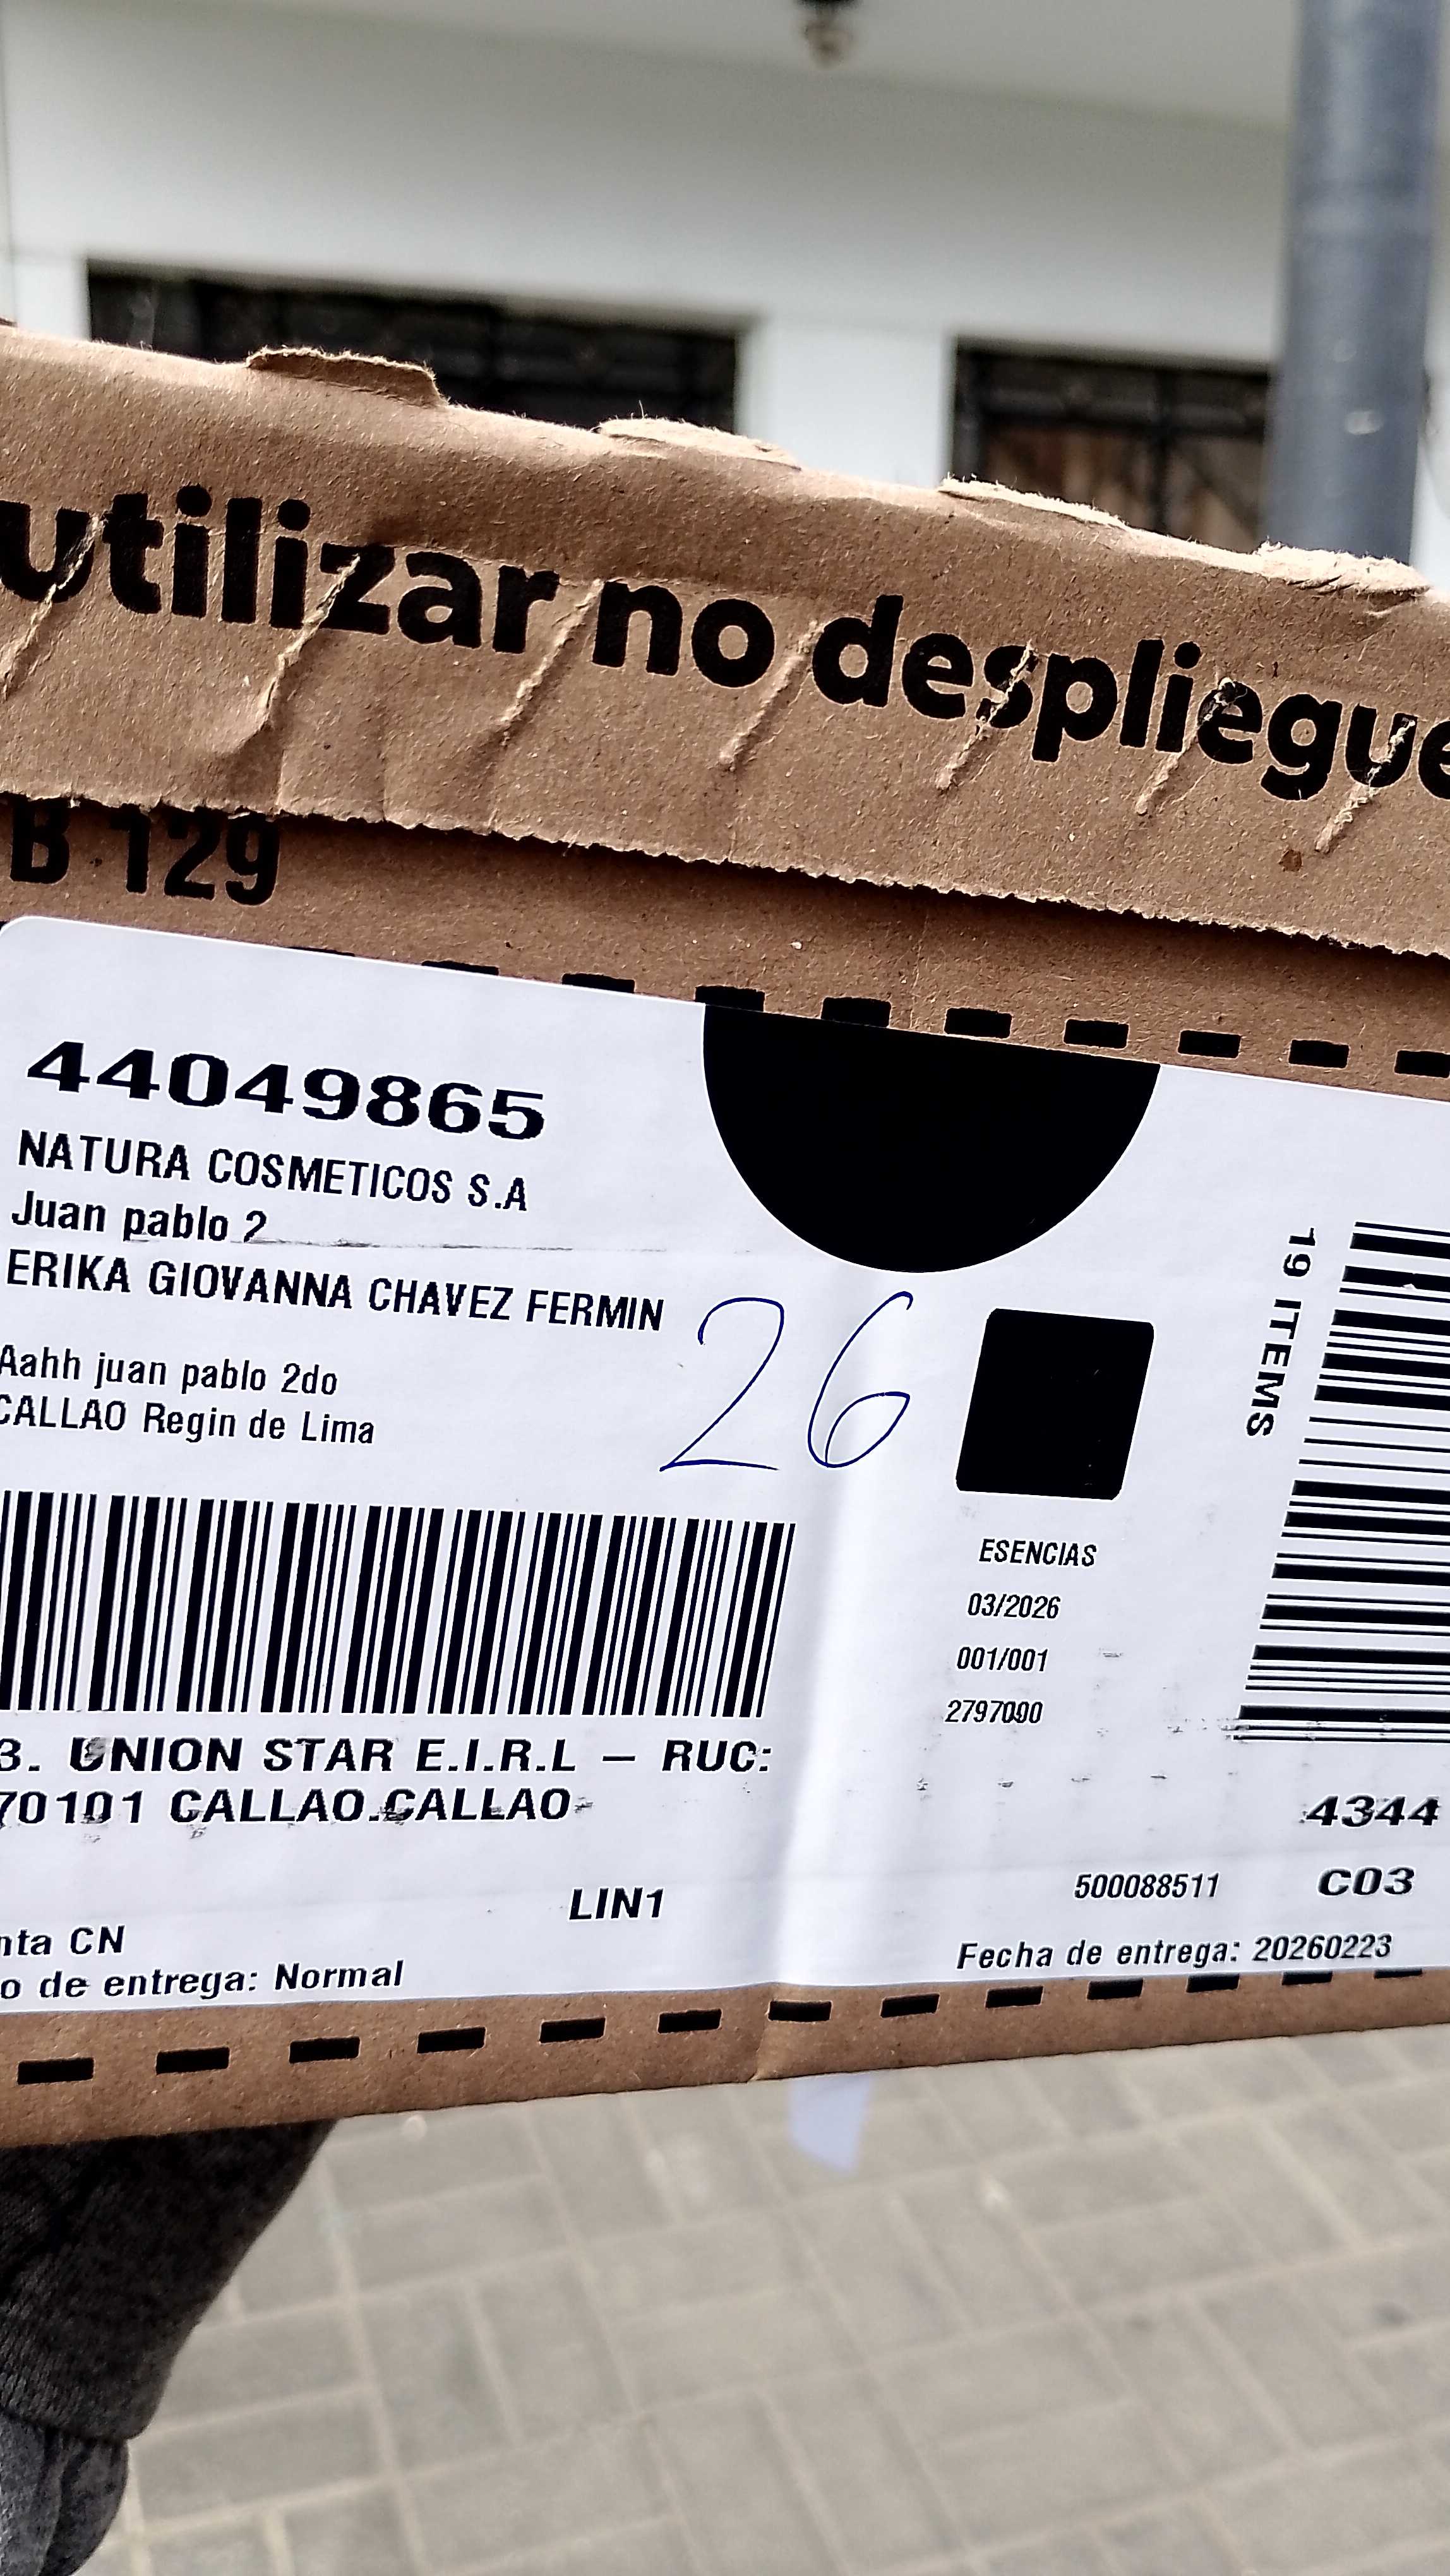 utilizar no despliegue
B 129
44049865
NATURA COSMETICOS S.A
Juan pablo 2
ERIKA GIOVANNA CHAVEZ FERMIN
26
Aahh juan pablo 2do
CALLAO Regin de Lima
19 ITEMS
ESENCIAS
03/2026
001/001
2797090
3. UNION STAR E.I.R.L – RUC:
70101 CALLAO.CALLAO
4344
LIN1
500088511 C03
nta CN
o de entrega: Normal
Fecha de entrega: 20260223